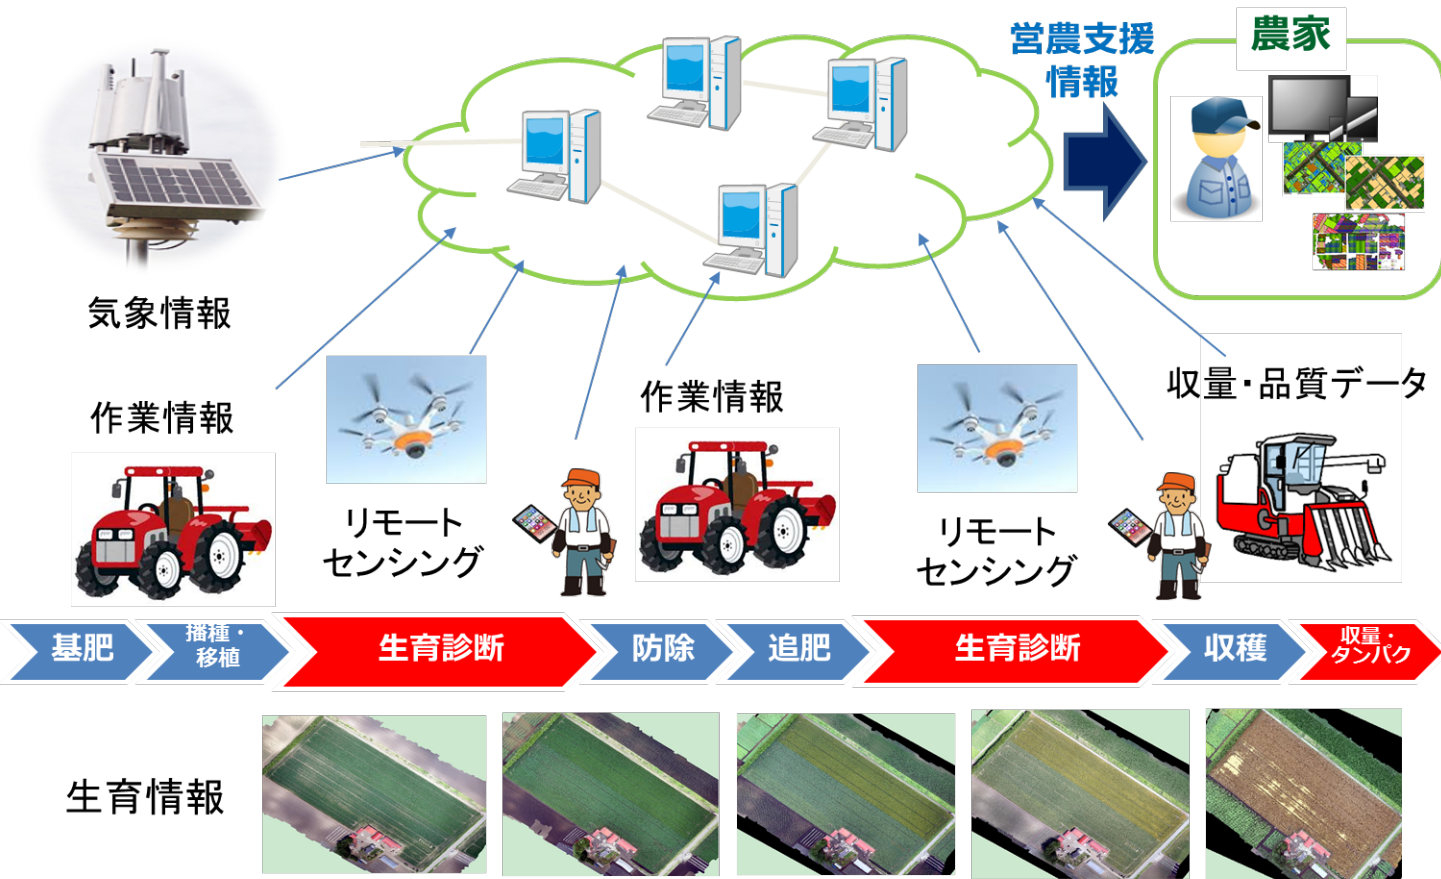 営農支援
情報
農家
気象情報
作業情報
リモート
センシング
作業情報
リモート
センシング
収量・品質データ
基肥
播種・
移植
生育診断
防除
追肥
生育診断
収穫
収量・
タンパク
生育情報